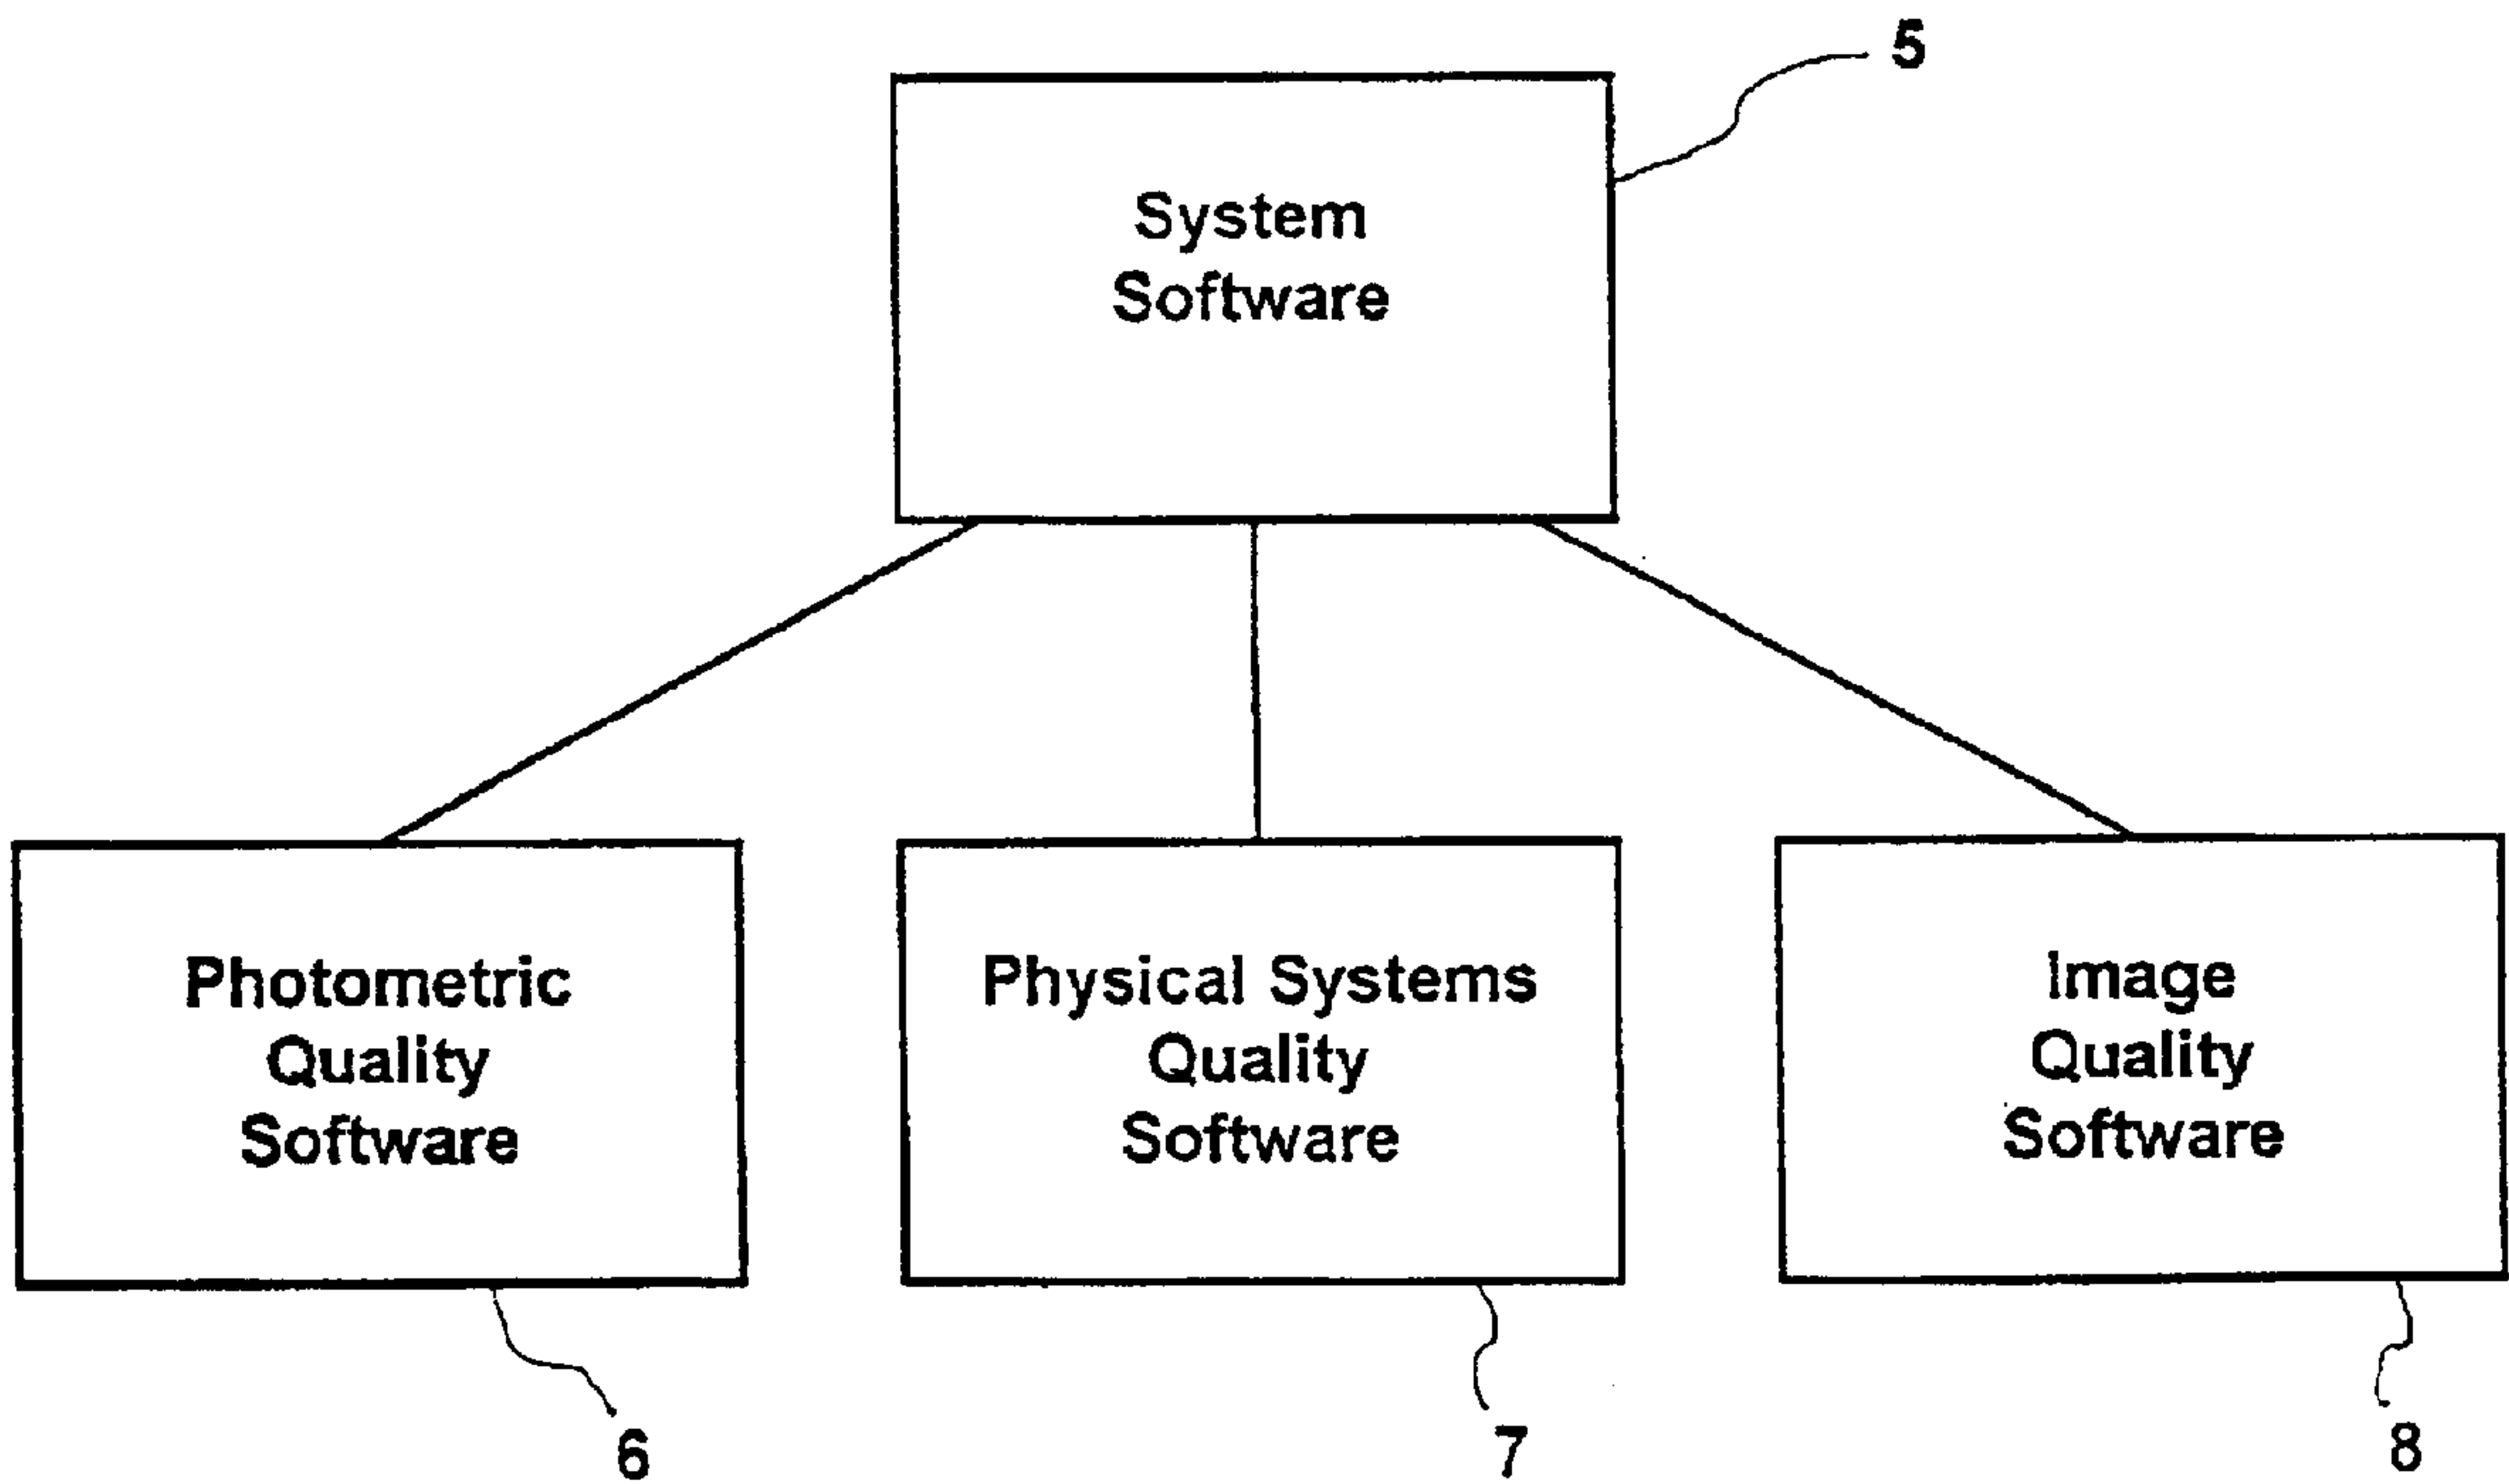 5
System
Software
Photometric
Quality
Software
Physical Systems
Quality
Software
Image
Quality
Software
6
7
8